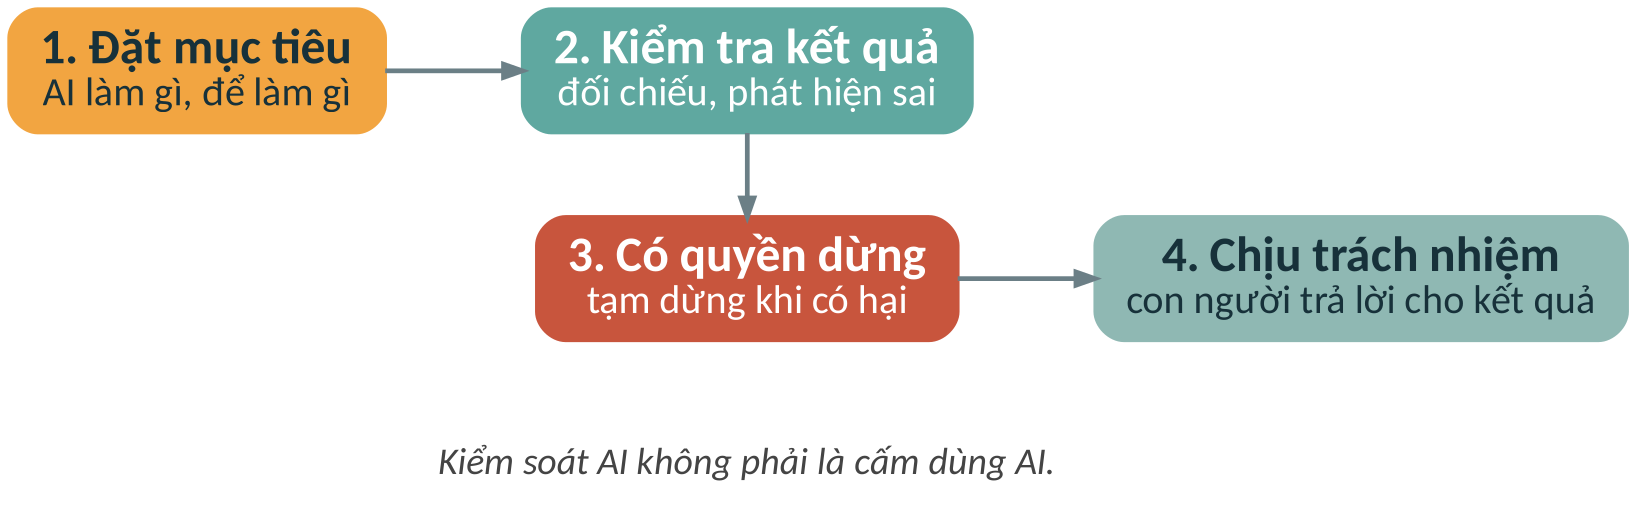 1. Đặt mục tiêu
AI làm gì, để làm gì
2. Kiểm tra kết quả
đối chiếu, phát hiện sai
3. Có quyền dừng
tạm dừng khi có hại
4. Chịu trách nhiệm
con người trả lời cho kết quả
Kiểm soát AI không phải là cấm dùng AI.